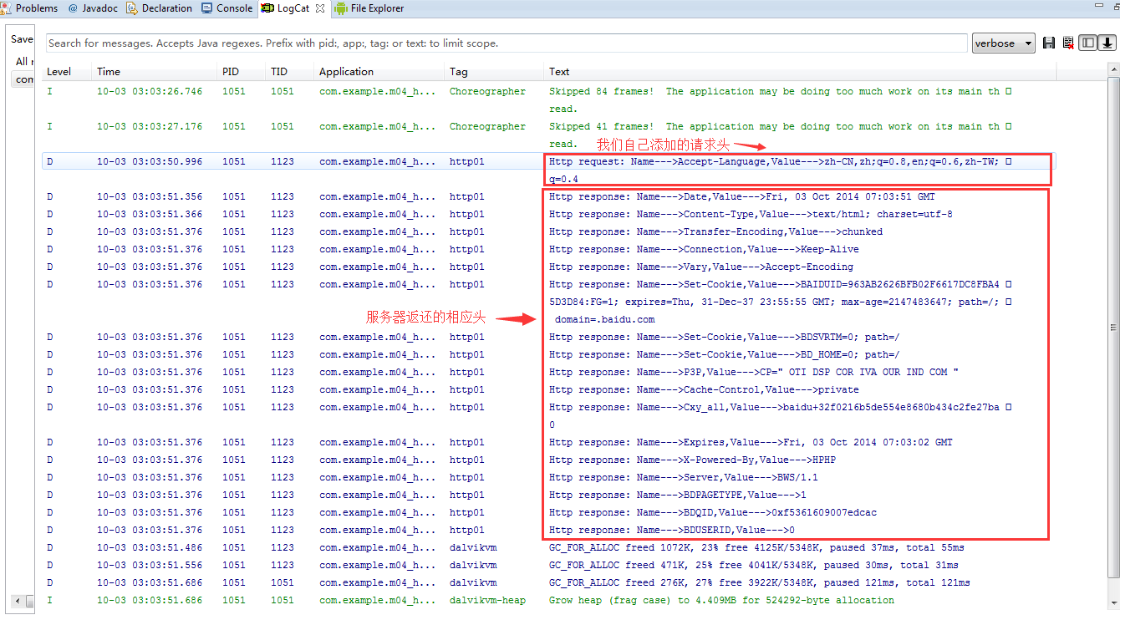 Problems @ Javadoc Declaration Console LogCat File Explorer
Save
Search for messages. Accepts Java regexes. Prefix with pid:, app:, tag: or text: to limit scope.
verbose
All
com
Level Time PID TID Application Tag Text
I 10-03 03:03:26.746 1051 1051 com.example.m04_h... Choreographer Skipped 84 frames! The application may be doing too much work on its main th
read.
I 10-03 03:03:27.176 1051 1051 com.example.m04_h... Choreographer Skipped 41 frames! The application may be doing too much work on its main th
read.
我们自己添加的请求头
D 10-03 03:03:50.996 1051 1123 com.example.m04_h... http01 Http request: Name--->Accept-Language,Value--->zh-CN,zh;q=0.8,en;q=0.6,zh-TW;
q=0.4
D 10-03 03:03:51.356 1051 1123 com.example.m04_h... http01 Http response: Name--->Date,Value--->Fri, 03 Oct 2014 07:03:51 GMT
D 10-03 03:03:51.366 1051 1123 com.example.m04_h... http01 Http response: Name--->Content-Type,Value--->text/html; charset=utf-8
D 10-03 03:03:51.376 1051 1123 com.example.m04_h... http01 Http response: Name--->Transfer-Encoding,Value--->chunked
D 10-03 03:03:51.376 1051 1123 com.example.m04_h... http01 Http response: Name--->Connection,Value--->Keep-Alive
D 10-03 03:03:51.376 1051 1123 com.example.m04_h... http01 Http response: Name--->Vary,Value--->Accept-Encoding
D 10-03 03:03:51.376 1051 1123 com.example.m04_h... http01 Http response: Name--->Set-Cookie,Value--->BAIDUID=963AB2626BFB02F6617DC8FBA4
5D3D84:FG=1; expires=Thu, 31-Dec-37 23:55:55 GMT; max-age=2147483647; path=/;
domain=.baidu.com
服务器返还的相应头
D 10-03 03:03:51.376 1051 1123 com.example.m04_h... http01 Http response: Name--->Set-Cookie,Value--->BDSVRTM=0; path=/
D 10-03 03:03:51.376 1051 1123 com.example.m04_h... http01 Http response: Name--->Set-Cookie,Value--->BD_HOME=0; path=/
D 10-03 03:03:51.376 1051 1123 com.example.m04_h... http01 Http response: Name--->P3P,Value--->CP=" OTI DSP COR IVA OUR IND COM "
D 10-03 03:03:51.376 1051 1123 com.example.m04_h... http01 Http response: Name--->Cache-Control,Value--->private
D 10-03 03:03:51.376 1051 1123 com.example.m04_h... http01 Http response: Name--->Cxy_all,Value--->baidu+32f0216b5de554e8680b434c2fe27ba
0
D 10-03 03:03:51.376 1051 1123 com.example.m04_h... http01 Http response: Name--->Expires,Value--->Fri, 03 Oct 2014 07:03:02 GMT
D 10-03 03:03:51.376 1051 1123 com.example.m04_h... http01 Http response: Name--->X-Powered-By,Value--->HPHP
D 10-03 03:03:51.376 1051 1123 com.example.m04_h... http01 Http response: Name--->Server,Value--->BWS/1.1
D 10-03 03:03:51.376 1051 1123 com.example.m04_h... http01 Http response: Name--->BDPAGETYPE,Value--->1
D 10-03 03:03:51.376 1051 1123 com.example.m04_h... http01 Http response: Name--->BDQID,Value--->0xf5361609007edcac
D 10-03 03:03:51.376 1051 1123 com.example.m04_h... http01 Http response: Name--->BDUSERID,Value--->0
D 10-03 03:03:51.486 1051 1123 com.example.m04_h... dalvikvm GC_FOR_ALLOC freed 1072K, 23% free 4125K/5348K, paused 37ms, total 55ms
D 10-03 03:03:51.556 1051 1123 com.example.m04_h... dalvikvm GC_FOR_ALLOC freed 471K, 25% free 4041K/5348K, paused 30ms, total 31ms
D 10-03 03:03:51.686 1051 1051 com.example.m04_h... dalvikvm GC_FOR_ALLOC freed 276K, 27% free 3922K/5348K, paused 121ms, total 121ms
I 10-03 03:03:51.686 1051 1051 com.example.m04_h... dalvikvm-heap Grow heap (frag case) to 4.409MB for 524292-byte allocation